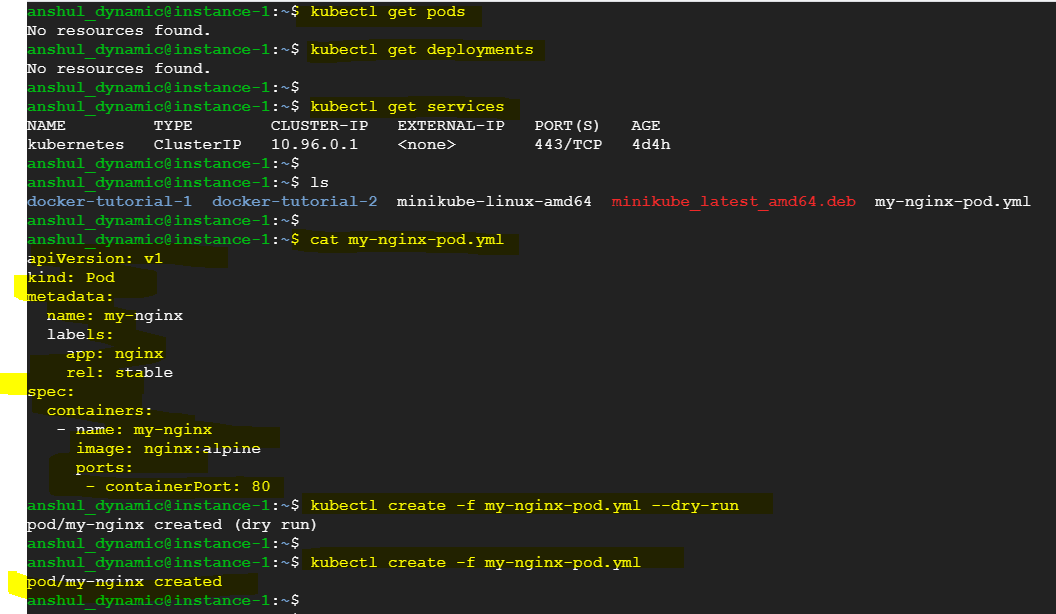 anshul_dynamic@instance-1:~$ kubectl get pods
No resources found.
anshul_dynamic@instance-1:~$ kubectl get deployments
No resources found.
anshul_dynamic@instance-1:~$
anshul_dynamic@instance-1:~$ kubectl get services
NAME         TYPE        CLUSTER-IP   EXTERNAL-IP   PORT(S)   AGE
kubernetes   ClusterIP   10.96.0.1    <none>        443/TCP   4d4h
anshul_dynamic@instance-1:~$
anshul_dynamic@instance-1:~$ ls
docker-tutorial-1  docker-tutorial-2  minikube-linux-amd64  minikube_latest_amd64.deb  my-nginx-pod.yml
anshul_dynamic@instance-1:~$
anshul_dynamic@instance-1:~$ cat my-nginx-pod.yml
apiVersion: v1
kind: Pod
metadata:
  name: my-nginx
  labels:
    app: nginx
    rel: stable
spec:
  containers:
   - name: my-nginx
     image: nginx:alpine
     ports:
      - containerPort: 80
anshul_dynamic@instance-1:~$ kubectl create -f my-nginx-pod.yml --dry-run
pod/my-nginx created (dry run)
anshul_dynamic@instance-1:~$
anshul_dynamic@instance-1:~$ kubectl create -f my-nginx-pod.yml
pod/my-nginx created
anshul_dynamic@instance-1:~$